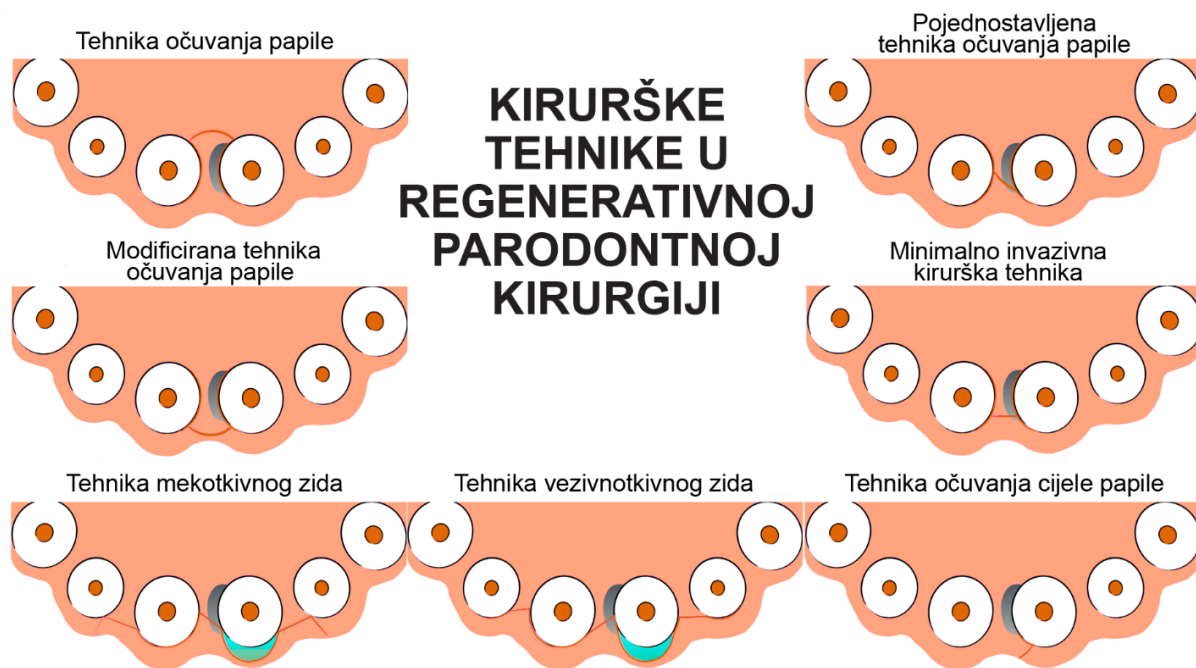 Tehnika očuvanja papile
Pojednostavljena
tehnika očuvanja papile
KIRURŠKE
TEHNIKE U
REGENERATIVNOJ
PARODONTNOJ
KIRURGIJI
Modificirana tehnika
očuvanja papile
Minimalno invazivna
kirurška tehnika
Tehnika mekotkivnog zida
Tehnika vezivnotkivnog zida
Tehnika očuvanja cijele papile